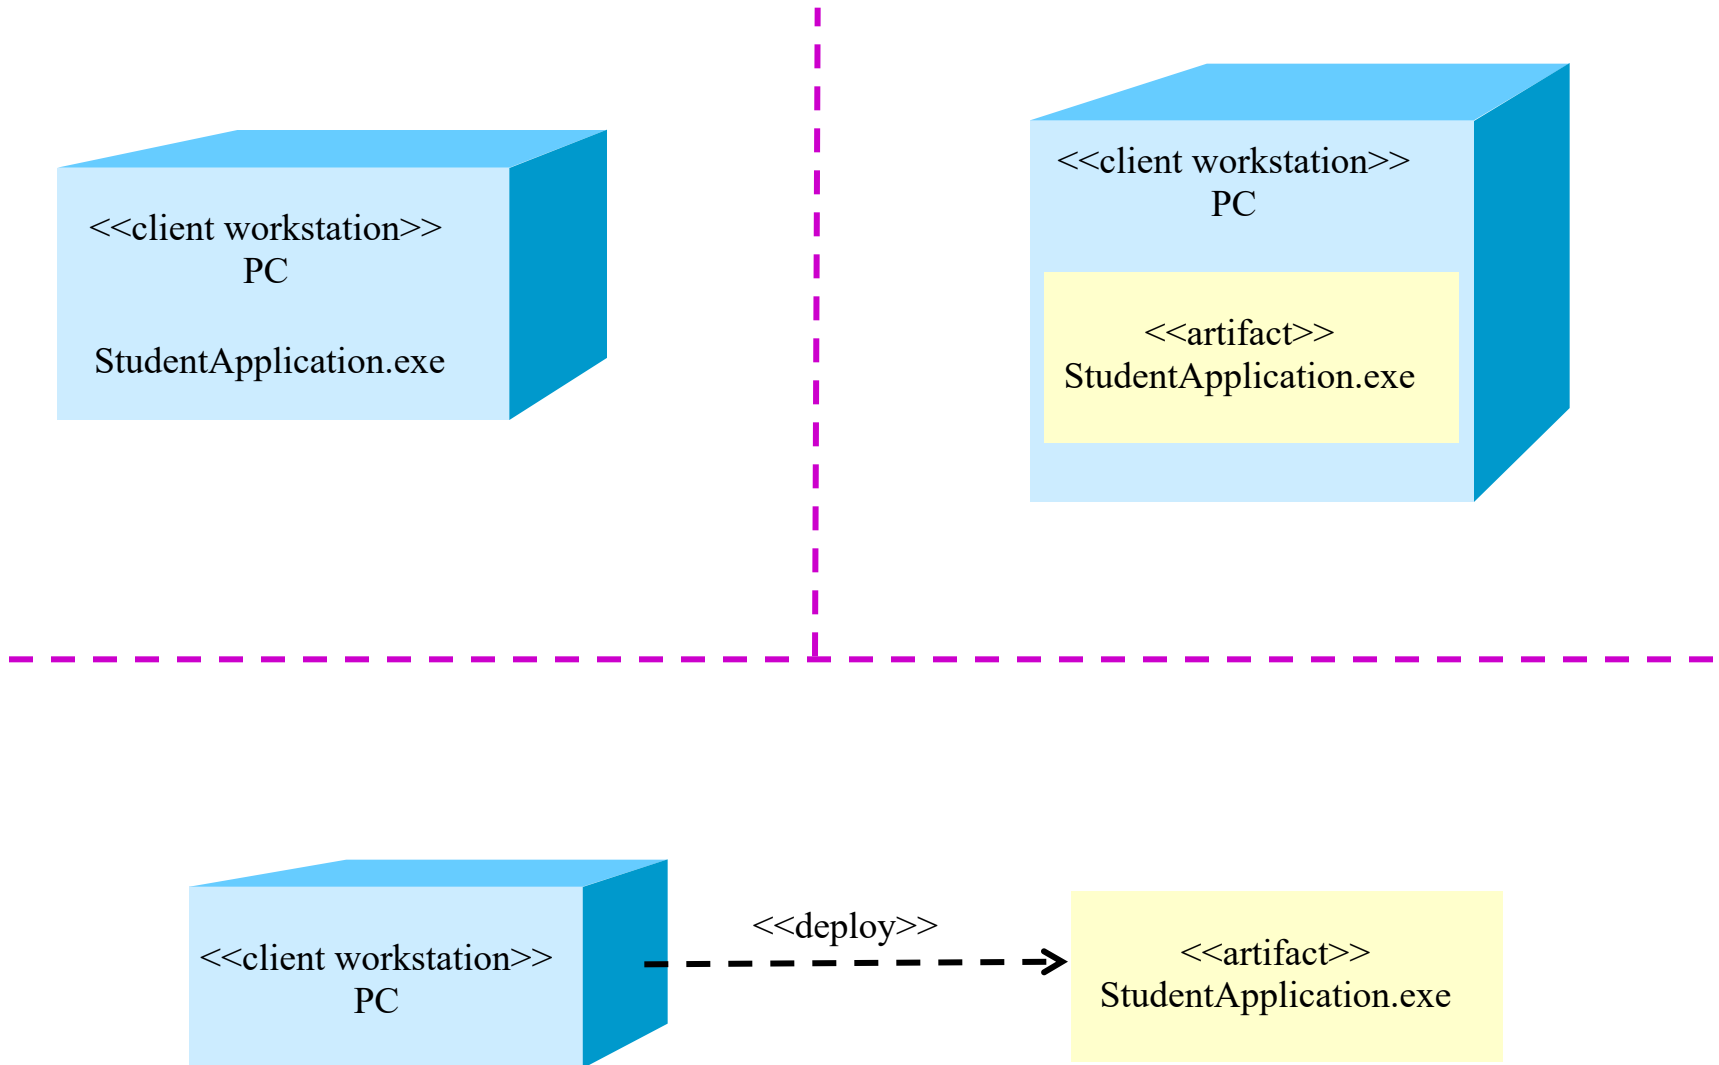 <<client workstation>>
PC
StudentApplication.exe
<<client workstation>>
PC
<<artifact>>
StudentApplication.exe
<<client workstation>>
PC
<<deploy>>
<<artifact>>
StudentApplication.exe